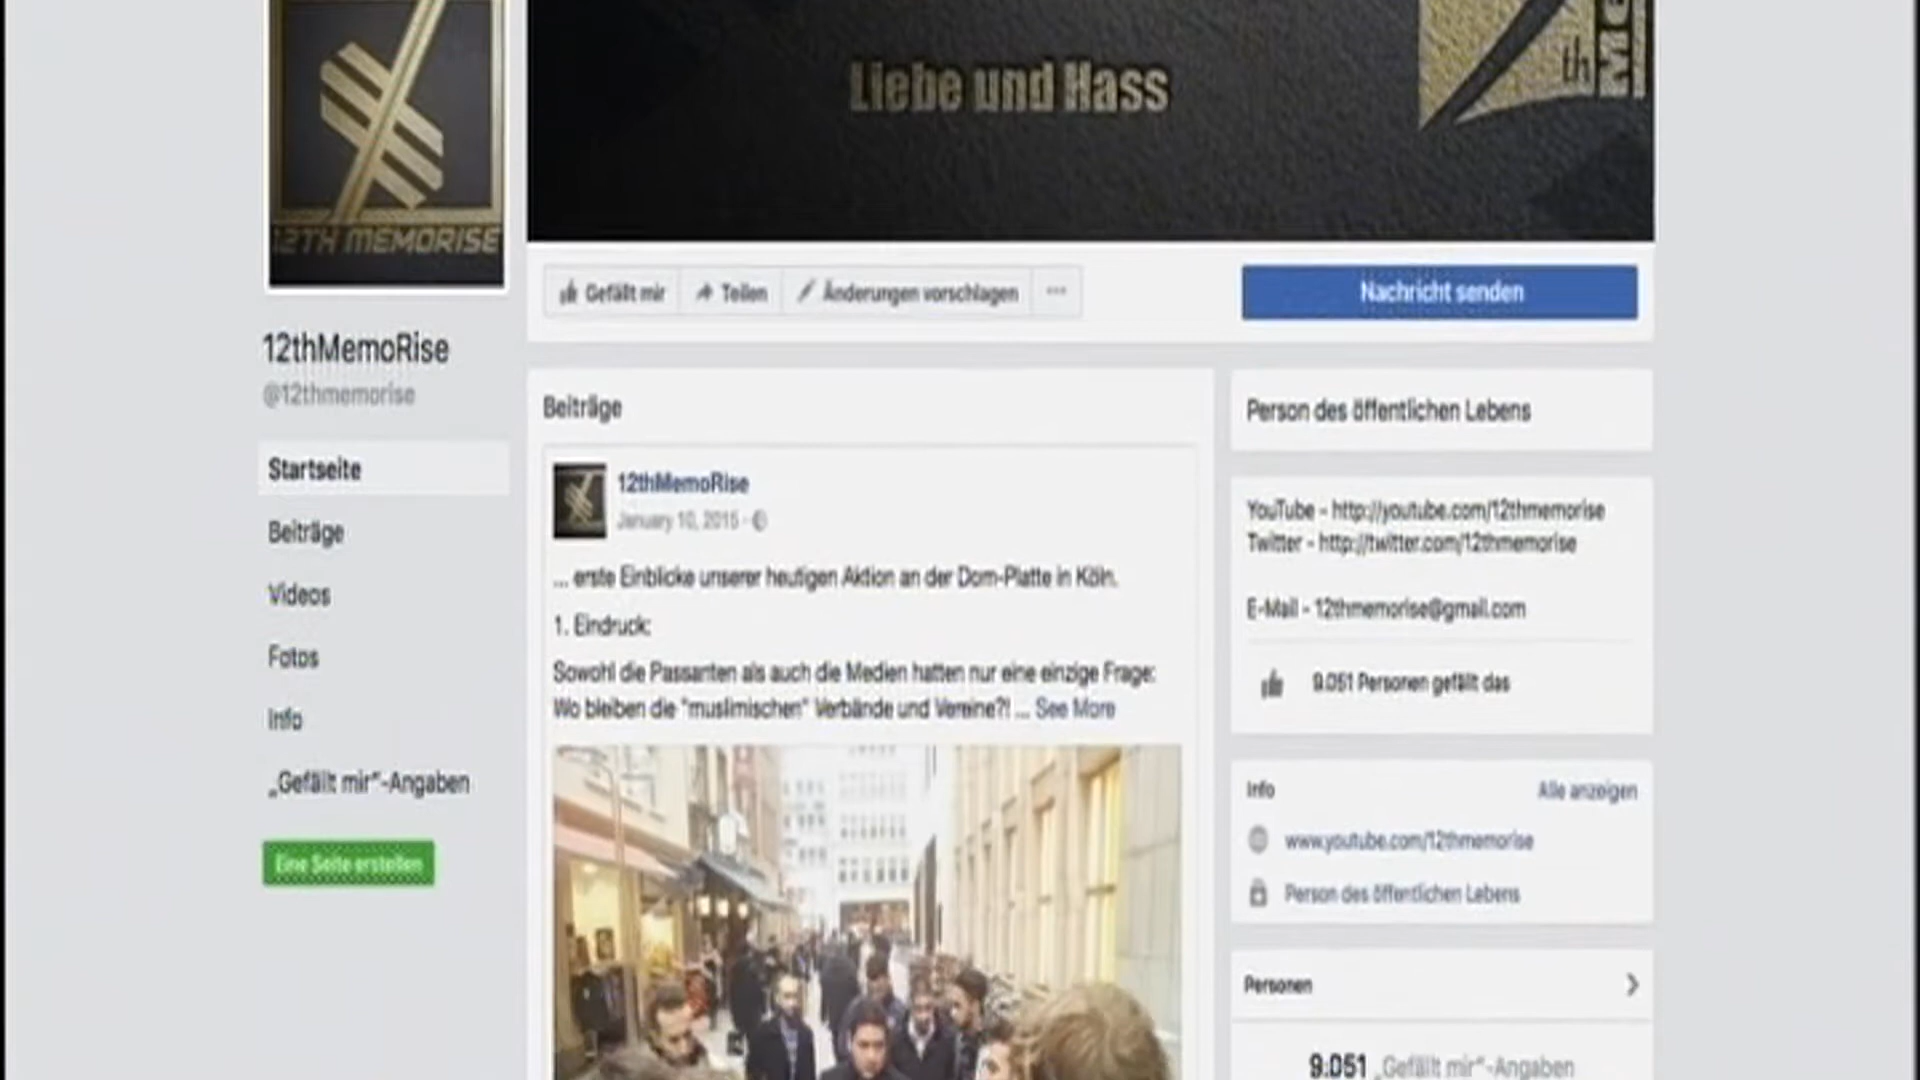 Liebe und Hass
th
12TH MEMORISE
Gefällt mir
Teilen
Änderungen vorschlagen
Nachricht senden
12thMemoRise
@12thmemorise
Startseite
Beiträge
Videos
Fotos
Info
„Gefällt mir“-Angaben
Eine Seite erstellen
Beiträge
12thMemoRise
January 10, 2015
... erste Einblicke unserer heutigen Aktion an der Dom-Platte in Köln.
1. Eindruck:
Sowohl die Passanten als auch die Medien hatten nur eine einzige Frage:
Wo bleiben die "muslimischen" Verbände und Vereine?! ... See More
Person des öffentlichen Lebens
YouTube - http://youtube.com/12thmemorise
Twitter - http://twitter.com/12thmemorise
E-Mail - 12thmemorise@gmail.com
9.051 Personen gefällt das
Info
Alle anzeigen
www.youtube.com/12thmemorise
Person des öffentlichen Lebens
Personen
9.051 „Gefällt mir“-Angaben